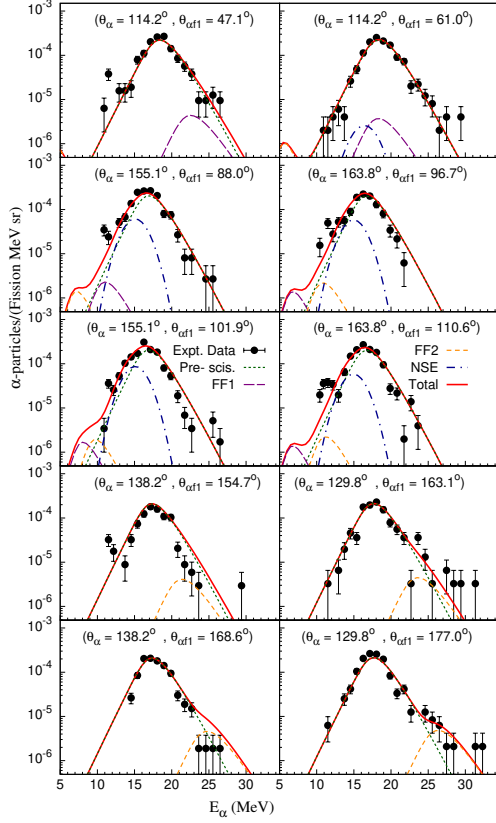 (θα = 114.2° , θαf1 = 47.1°)
(θα = 114.2° , θαf1 = 61.0°)
10-3
10-4
10-5
10-6
(θα = 155.1° , θαf1 = 88.0°)
(θα = 163.8° , θαf1 = 96.7°)
10-4
10-5
10-6
α-particles/(Fission MeV sr)
(θα = 155.1° , θαf1 = 101.9°)
(θα = 163.8° , θαf1 = 110.6°)
Expt. Data
Pre- scis.
FF1
FF2
NSE
Total
10-4
10-5
10-6
(θα = 138.2° , θαf1 = 154.7°)
(θα = 129.8° , θαf1 = 163.1°)
10-4
10-5
10-6
(θα = 138.2° , θαf1 = 168.6°)
(θα = 129.8° , θαf1 = 177.0°)
10-3
10-4
10-5
10-6
5 10 15 20 25 30
5 10 15 20 25 30
Eα (MeV)
Eα (MeV)